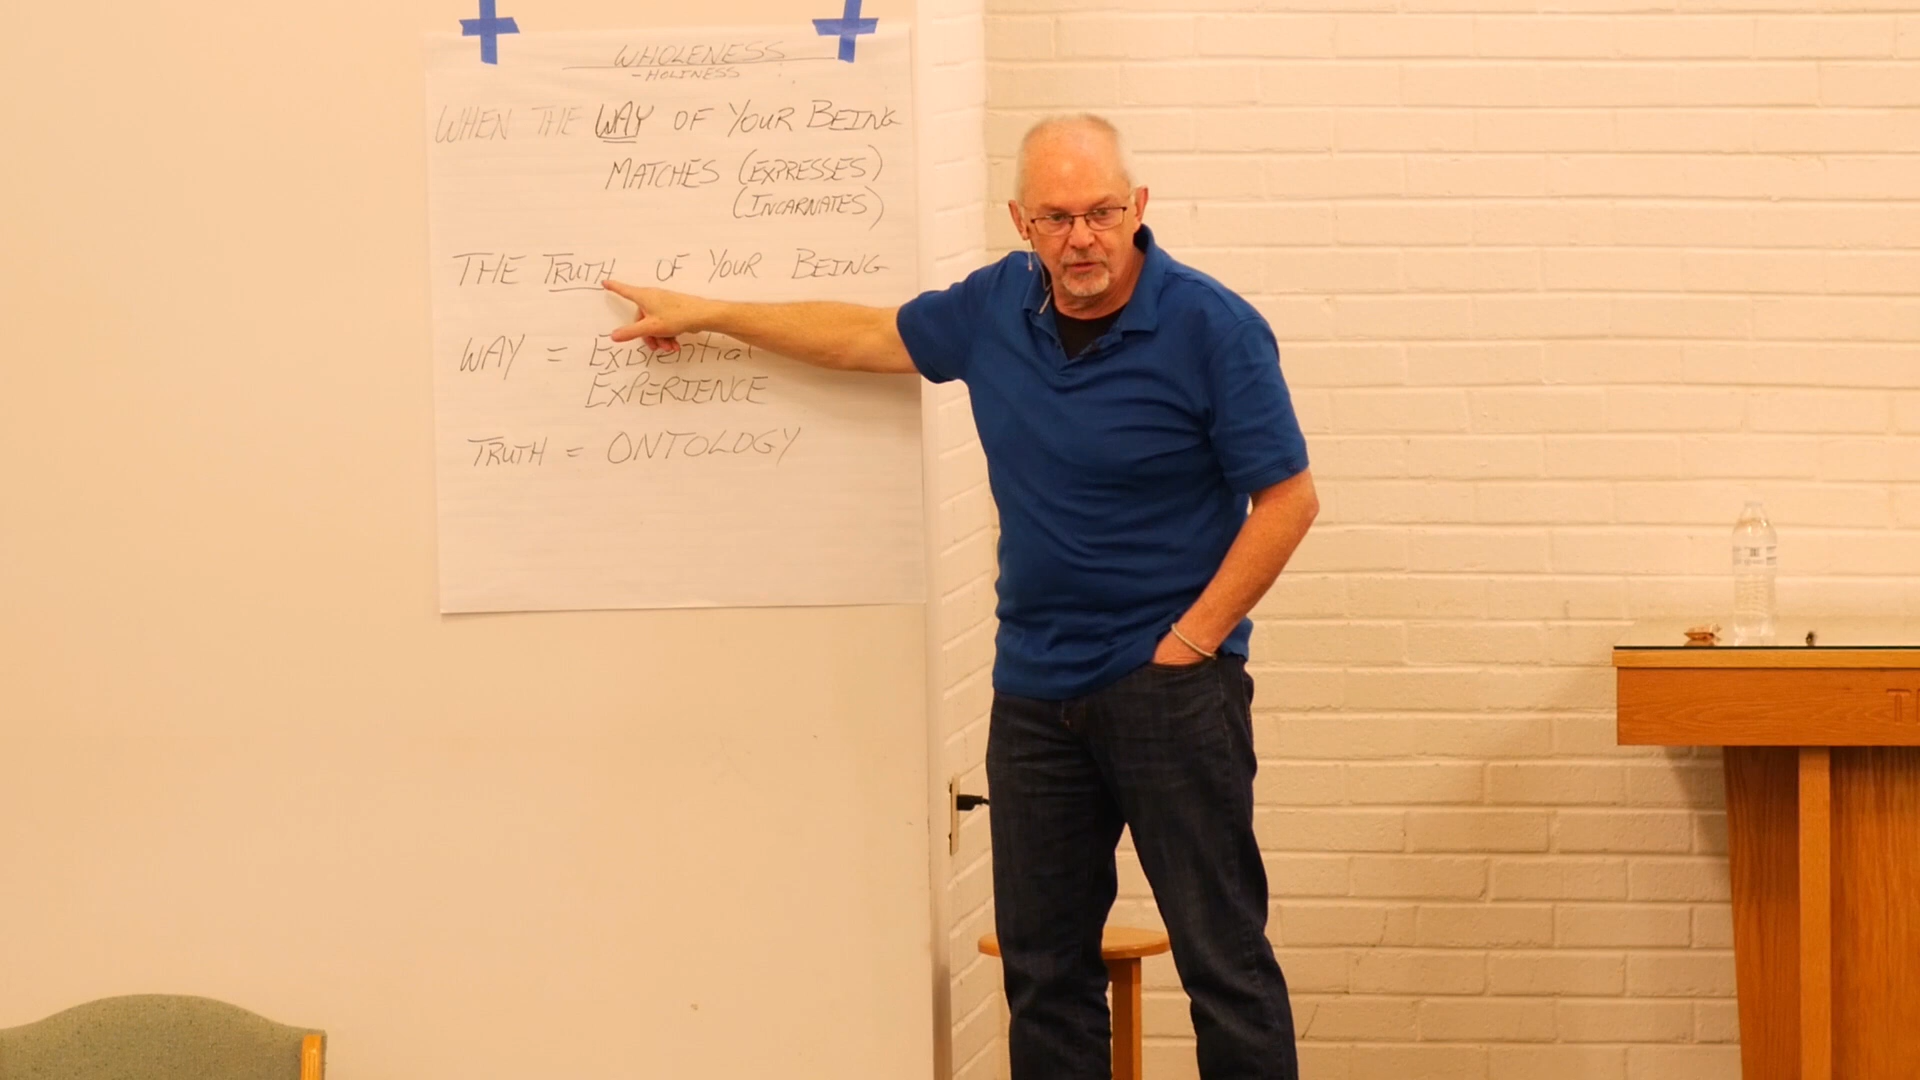 WHOLENESS
-HOLINESS
WHEN THE WAY OF YOUR BEING
MATCHES (EXPRESSES)
(INCARNATES)
THE TRUTH OF YOUR BEING
WAY = Existential
EXPERIENCE
TRUTH = ONTOLOGY